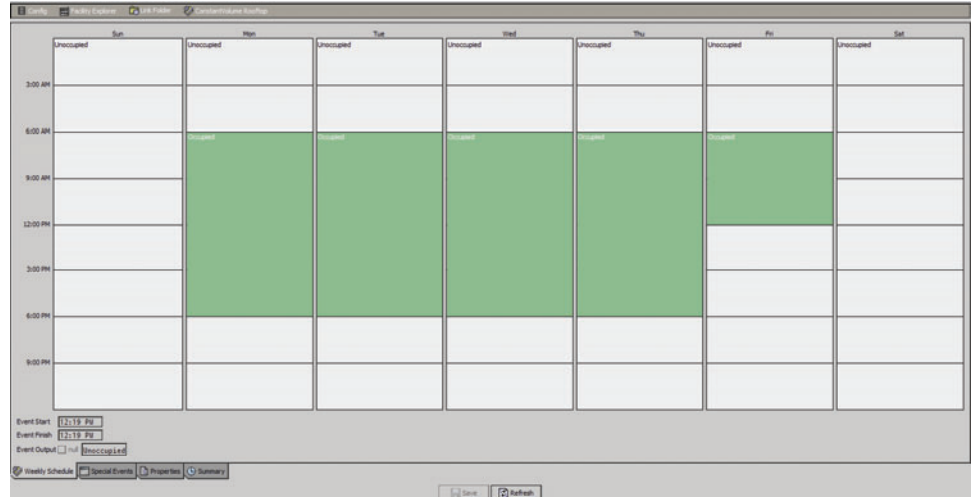 Config Facility Explorer Link Folder ConstantVolume Rooftop
Sun Mon Tue Wed Thu Fri Sat
Unoccupied Unoccupied Unoccupied Unoccupied Unoccupied Unoccupied Unoccupied
3:00 AM
6:00 AM
Occupied Occupied Occupied Occupied Occupied
9:00 AM
12:00 PM
3:00 PM
6:00 PM
9:00 PM
Event Start 12:19 PM
Event Finish 12:19 PM
Event Output null Unoccupied
Weekly Schedule Special Events Properties Summary
Save Refresh